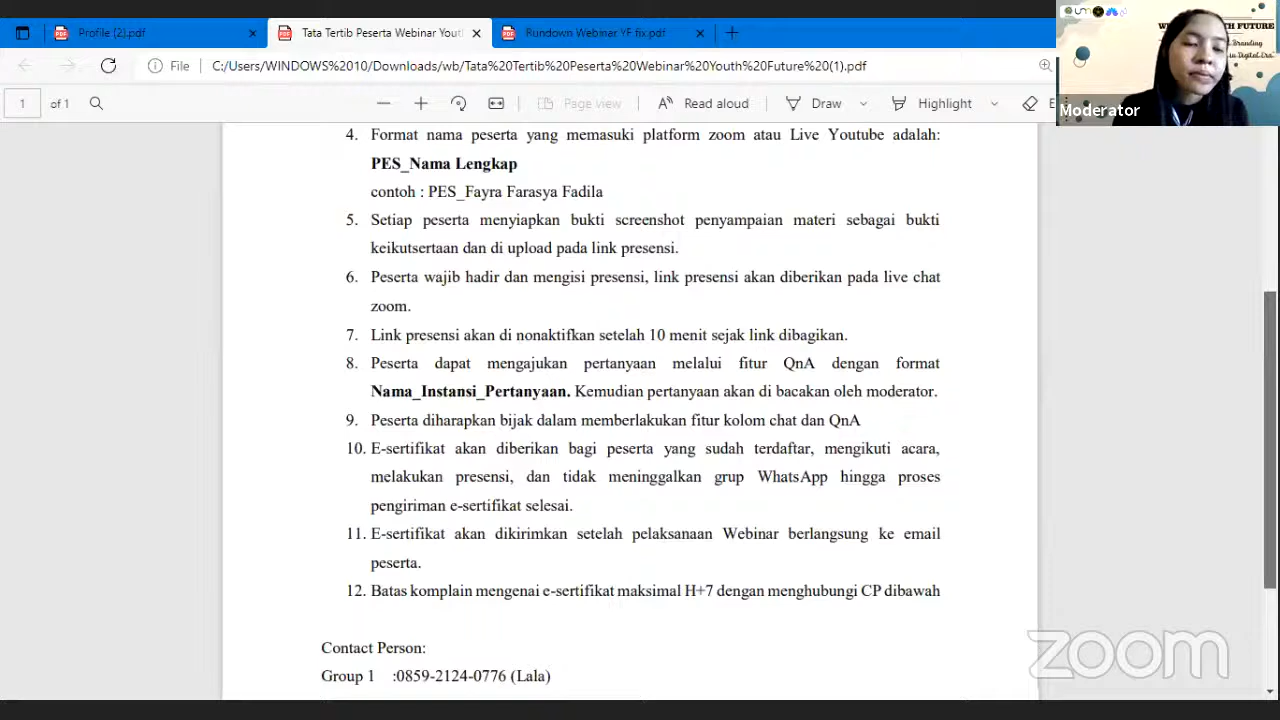 Profile (2).pdf
Tata Tertib Peserta Webinar Yout
Rundown Webinar YF fix.pdf
File
C:/Users/WINDOWS%2010/Downloads/wb/Tata%20Tertib%20Peserta%20Webinar%20Youth%20Future%20(1).pdf
1 of 1
Page view
Read aloud
Draw
Highlight
Moderator
4. Format nama peserta yang memasuki platform zoom atau Live Youtube adalah:
PES_Nama Lengkap
contoh : PES_Fayra Farasya Fadila
5. Setiap peserta menyiapkan bukti screenshot penyampaian materi sebagai bukti
keikutsertaan dan di upload pada link presensi.
6. Peserta wajib hadir dan mengisi presensi, link presensi akan diberikan pada live chat
zoom.
7. Link presensi akan di nonaktifkan setelah 10 menit sejak link dibagikan.
8. Peserta dapat mengajukan pertanyaan melalui fitur QnA dengan format
Nama_Instansi_Pertanyaan. Kemudian pertanyaan akan di bacakan oleh moderator.
9. Peserta diharapkan bijak dalam memberlakukan fitur kolom chat dan QnA
10. E-sertifikat akan diberikan bagi peserta yang sudah terdaftar, mengikuti acara,
melakukan presensi, dan tidak meninggalkan grup WhatsApp hingga proses
pengiriman e-sertifikat selesai.
11. E-sertifikat akan dikirimkan setelah pelaksanaan Webinar berlangsung ke email
peserta.
12. Batas komplain mengenai e-sertifikat maksimal H+7 dengan menghubungi CP dibawah
Contact Person:
Group 1 :0859-2124-0776 (Lala)
zoom